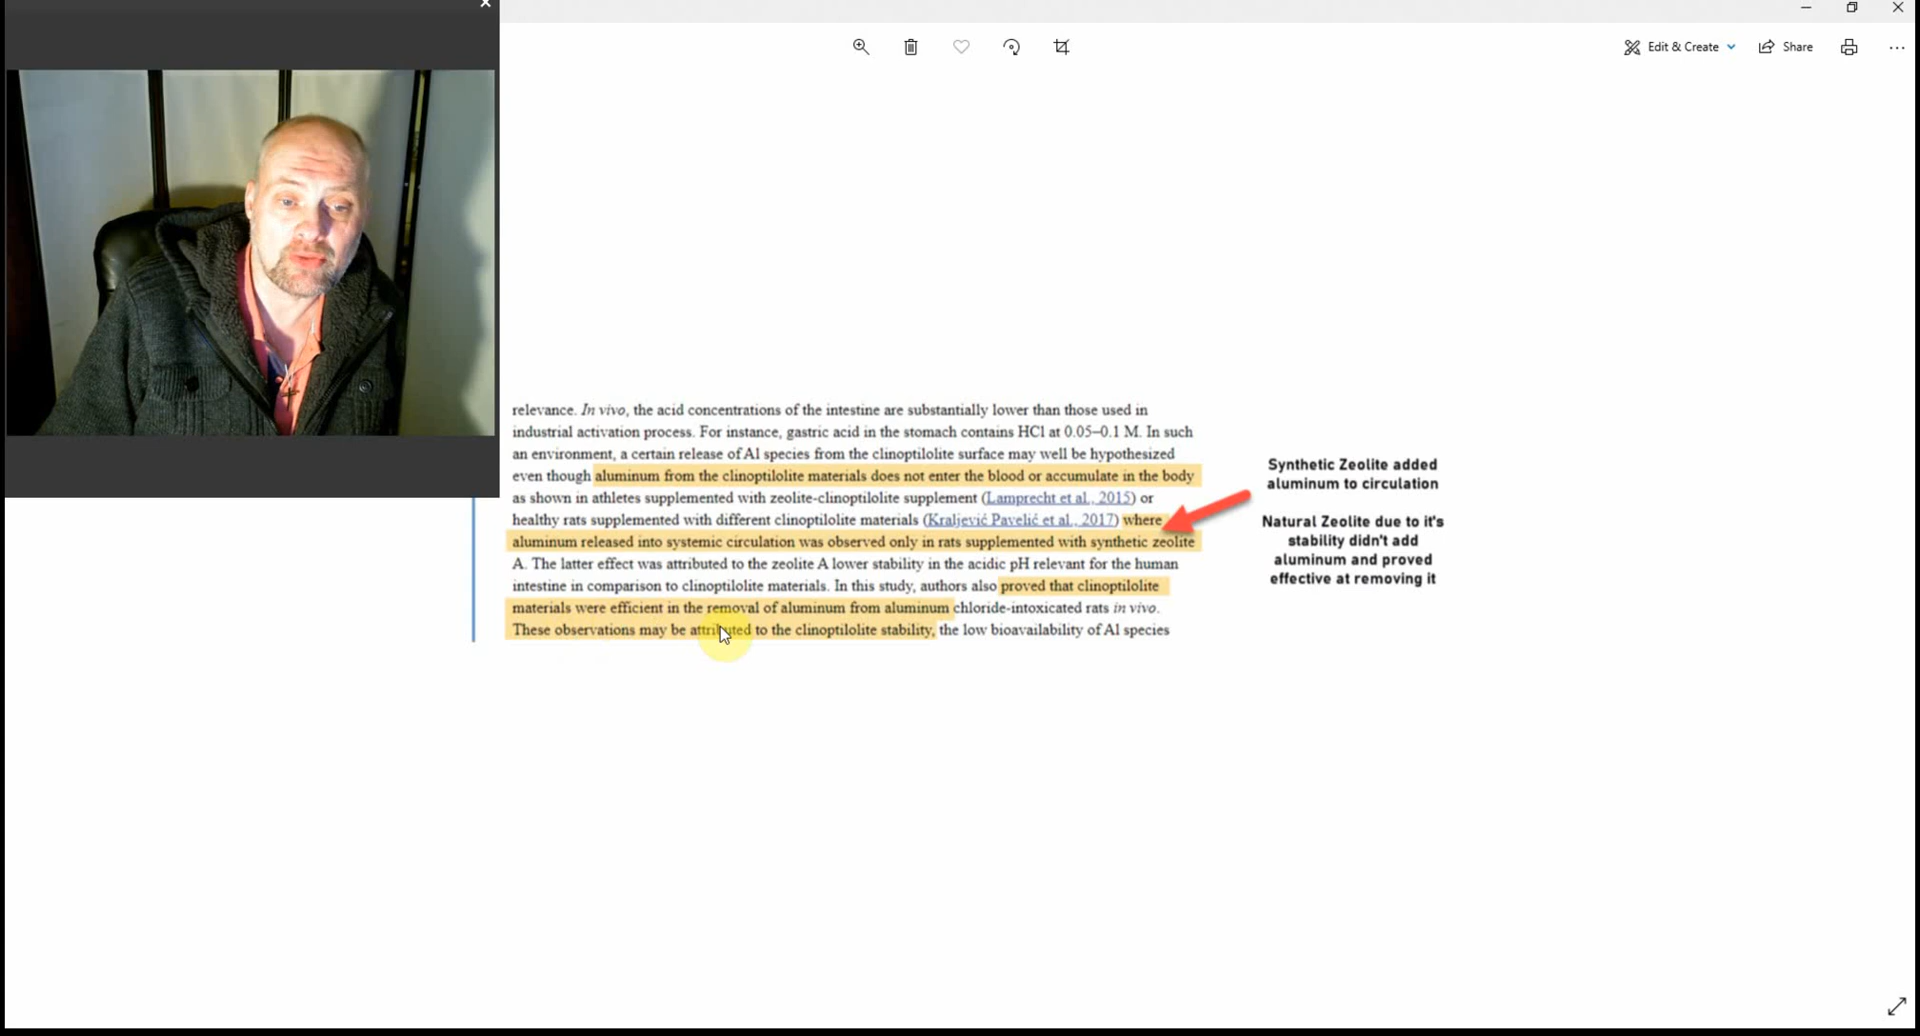 Edit & Create
Share
relevance. In vivo, the acid concentrations of the intestine are substantially lower than those used in
industrial activation process. For instance, gastric acid in the stomach contains HCl at 0.05–0.1 M. In such
an environment, a certain release of Al species from the clinoptilolite surface may well be hypothesized
even though aluminum from the clinoptilolite materials does not enter the blood or accumulate in the body
as shown in athletes supplemented with zeolite-clinoptilolite supplement (Lamprecht et al., 2015) or
healthy rats supplemented with different clinoptilolite materials (Kraljević Pavelić et al., 2017) where
aluminum released into systemic circulation was observed only in rats supplemented with synthetic zeolite
A. The latter effect was attributed to the zeolite A lower stability in the acidic pH relevant for the human
intestine in comparison to clinoptilolite materials. In this study, authors also proved that clinoptilolite
materials were efficient in the removal of aluminum from aluminum chloride-intoxicated rats in vivo.
These observations may be attributed to the clinoptilolite stability, the low bioavailability of Al species
Synthetic Zeolite added
aluminum to circulation
Natural Zeolite due to it's
stability didn't add
aluminum and proved
effective at removing it